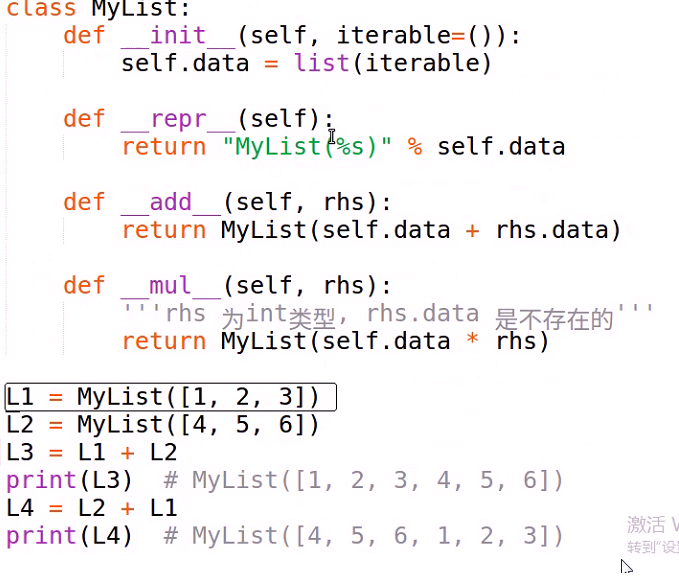 class MyList:
    def __init__(self, iterable=()):
        self.data = list(iterable)

    def __repr__(self):
        return "MyList(%s)" % self.data

    def __add__(self, rhs):
        return MyList(self.data + rhs.data)

    def __mul__(self, rhs):
        '''rhs 为int类型, rhs.data 是不存在的'''
        return MyList(self.data * rhs)

L1 = MyList([1, 2, 3])
L2 = MyList([4, 5, 6])
L3 = L1 + L2
print(L3)  # MyList([1, 2, 3, 4, 5, 6])
L4 = L2 + L1
print(L4)  # MyList([4, 5, 6, 1, 2, 3])
激活
转到"设